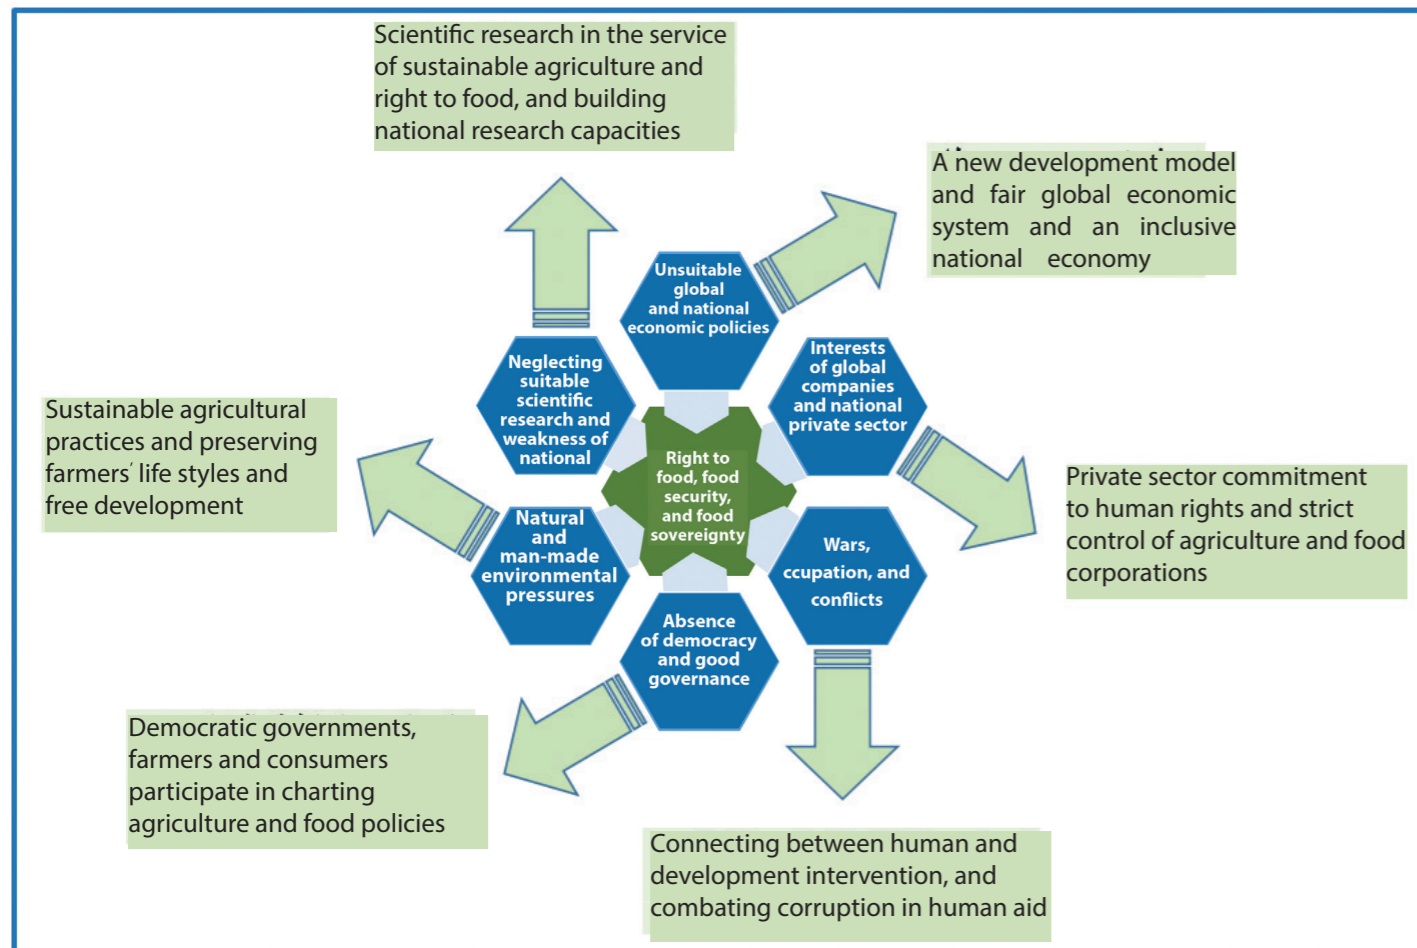 Scientific research in the service
of sustainable agriculture and
right to food, and building
national research capacities
A new development model
and fair global economic
system and an inclusive
national economy
Unsuitable
global
and national
economic policies
Neglecting
suitable
scientific
research and
weakness of
national
Interests
of global
companies
and national
private sector
Sustainable agricultural
practices and preserving
farmers' life styles and
free development
Right to
food, food
security,
and food
sovereignty
Private sector commitment
to human rights and strict
control of agriculture and food
corporations
Natural
and
man-made
environmental
pressures
Wars,
ccupation, and
conflicts
Absence
of democracy
and good
governance
Democratic governments,
farmers and consumers
participate in charting
agriculture and food policies
Connecting between human and
development intervention, and
combating corruption in human aid